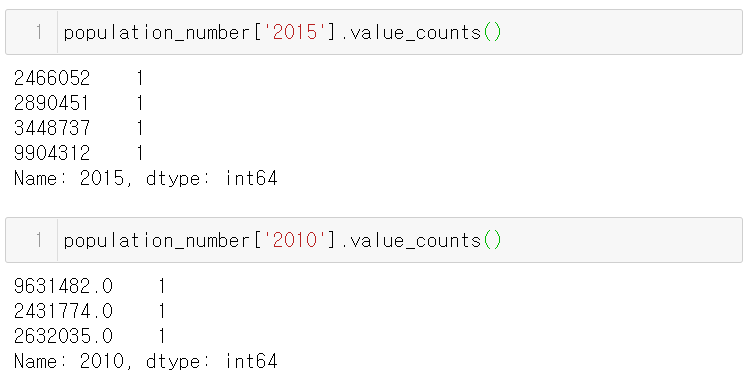 1 population_number['2015'].value_counts()
2466052 1
2890451 1
3448737 1
9904312 1
Name: 2015, dtype: int64
1 population_number['2010'].value_counts()
9631482.0 1
2431774.0 1
2632035.0 1
Name: 2010, dtype: int64